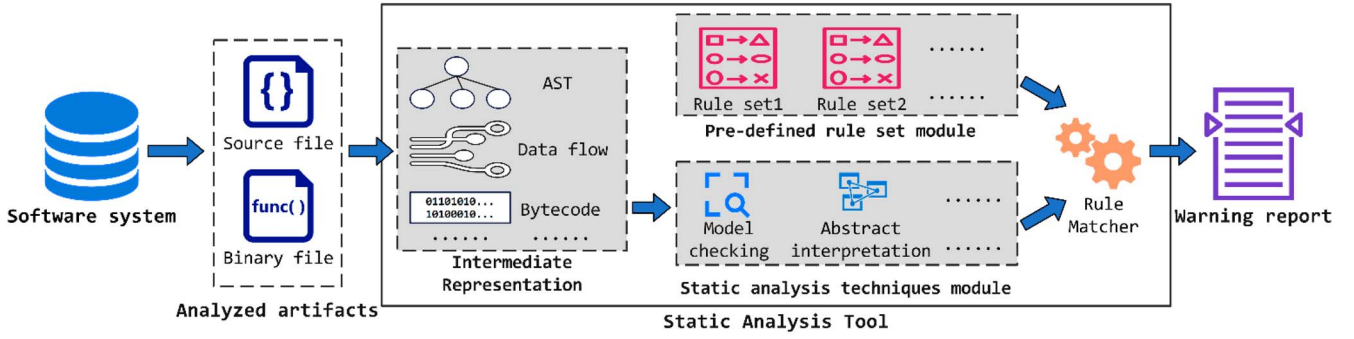 Software system
{}
Source file
func()
Binary file
Analyzed artifacts
AST
Data flow
01101010...
10100010...
Bytecode
...... ......
Intermediate
Representation
Rule set1
Rule set2
......
......
Pre-defined rule set module
Model
checking
Abstract
interpretation
......
......
Static analysis techniques module
Rule
Matcher
Static Analysis Tool
Warning report